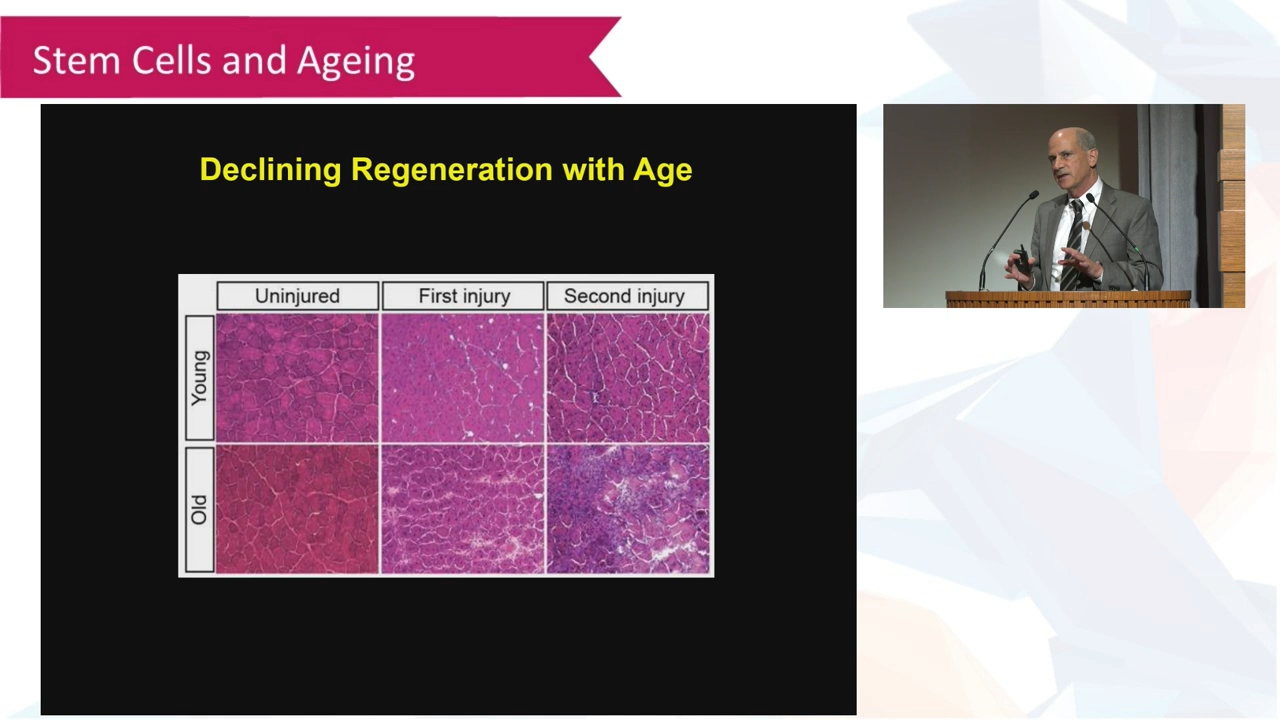 Stem Cells and Ageing
Declining Regeneration with Age
Uninjured
First injury
Second injury
Young
Old